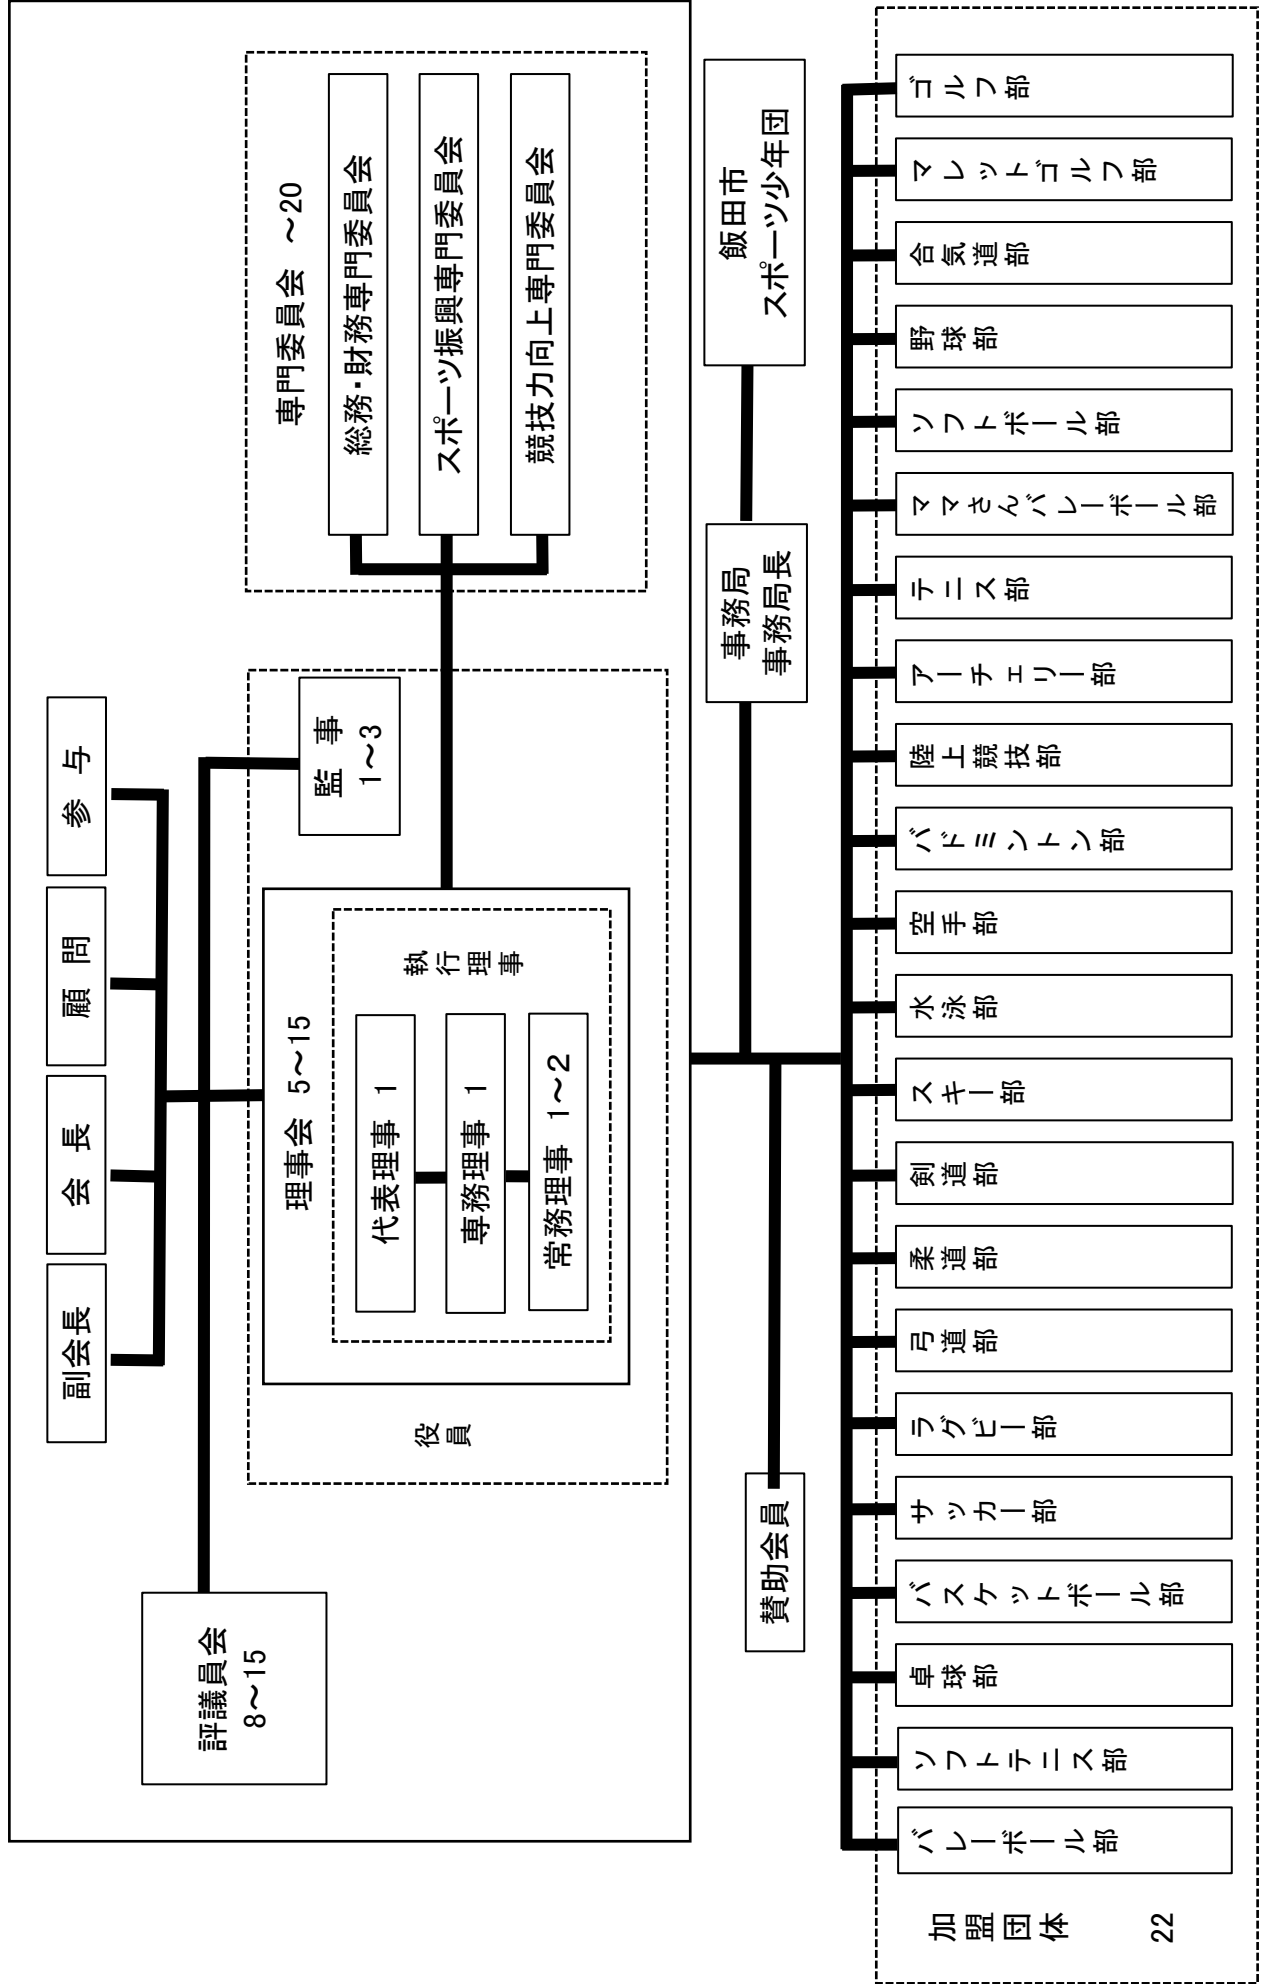 副会長
会 長
顧 問
参 与
評議員会
8～15
役員
理事会 5～15
執行理事
代表理事 1
専務理事 1
常務理事 1～2
監 事
1～3
専門委員会 ～20
総務・財務専門委員会
スポーツ振興専門委員会
競技力向上専門委員会
賛助会員
事務局
事務局長
飯田市
スポーツ少年団
加盟団体 22
バレーボール部
ソフトテニス部
卓球部
バスケットボール部
サッカー部
ラグビー部
弓道部
柔道部
剣道部
スキー部
水泳部
空手部
バドミントン部
陸上競技部
アーチェリー部
テニス部
ママさんバレーボール部
ソフトボール部
野球部
合気道部
マレットゴルフ部
ゴルフ部